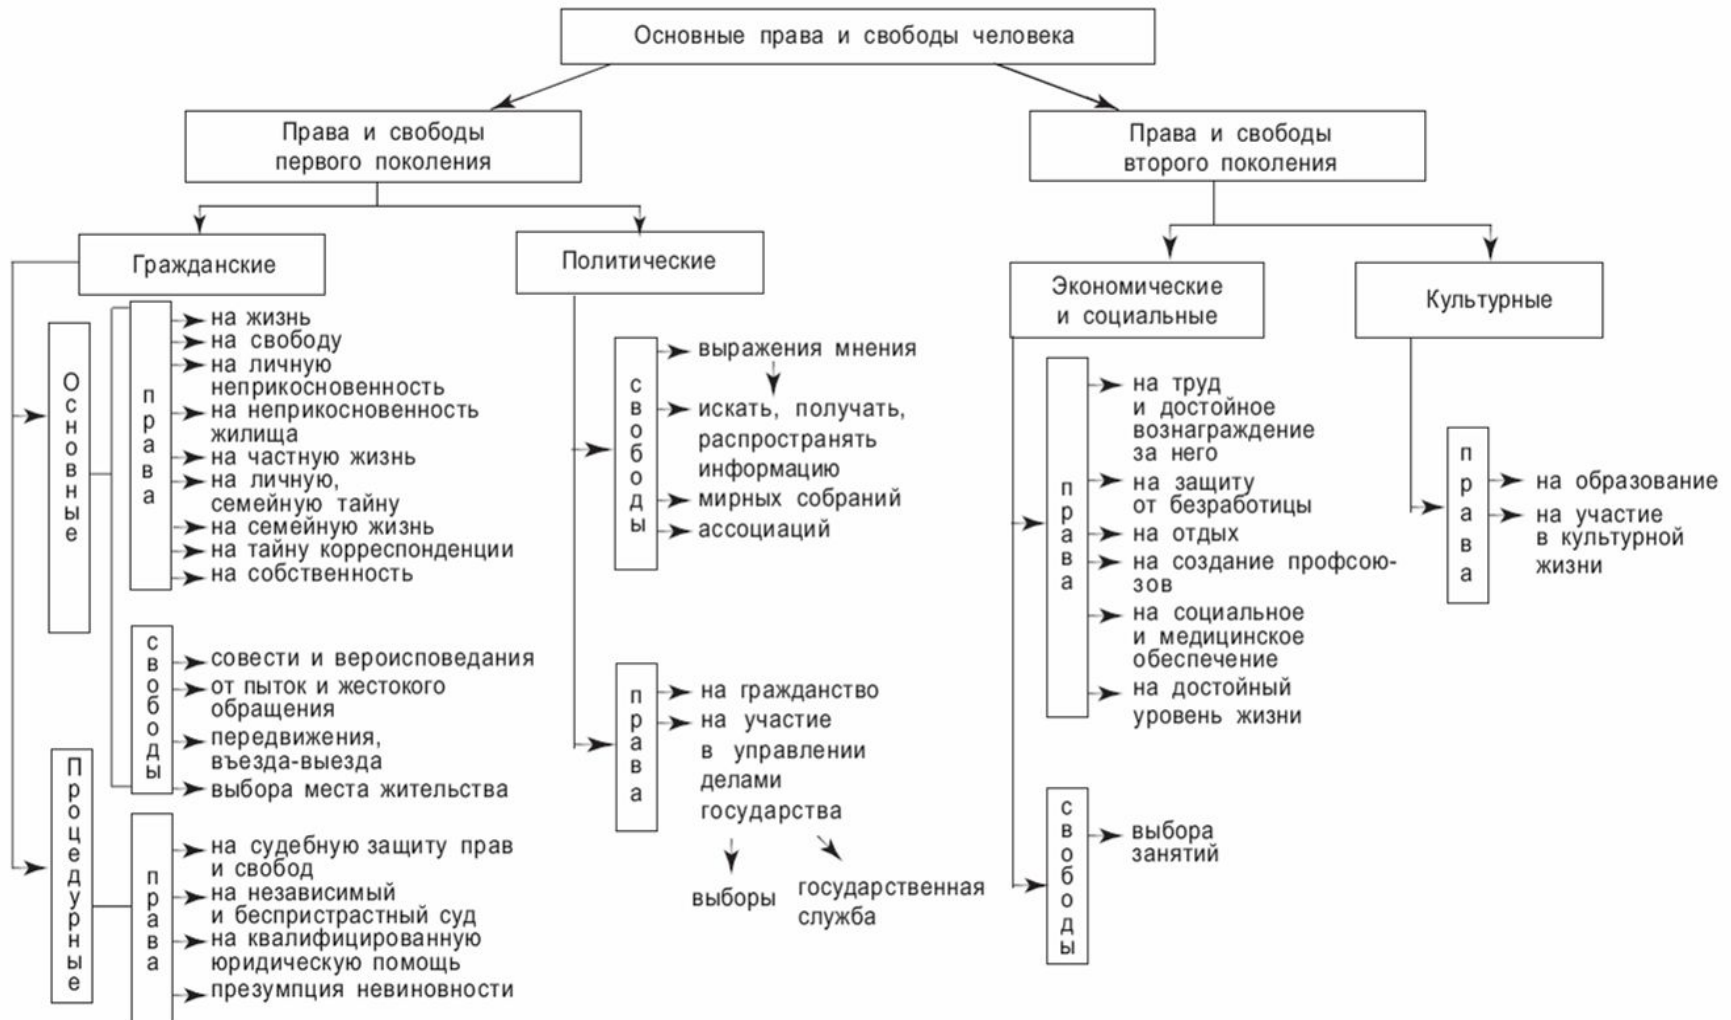 Основные права и свободы человека
Права и свободы
первого поколения
Права и свободы
второго поколения
Гражданские
Политические
Экономические
и социальные
Культурные
Основные
права
на жизнь
на свободу
на личную
неприкосновенность
на неприкосновенность
жилища
на частную жизнь
на личную,
семейную тайну
на семейную жизнь
на тайну корреспонденции
на собственность
свободы
совести и вероисповедания
от пыток и жестокого
обращения
передвижения,
въезда-выезда
выбора места жительства
Процедурные
права
на судебную защиту прав
и свобод
на независимый
и беспристрастный суд
на квалифицированную
юридическую помощь
презумпция невиновности
свободы
выражения мнения
искать, получать,
распространять
информацию
мирных собраний
ассоциаций
права
на гражданство
на участие
в управлении
делами
государства
выборы
государственная
служба
права
на труд
и достойное
вознаграждение
за него
на защиту
от безработицы
на отдых
на создание профсою-
зов
на социальное
и медицинское
обеспечение
на достойный
уровень жизни
свободы
выбора
занятий
права
на образование
на участие
в культурной
жизни